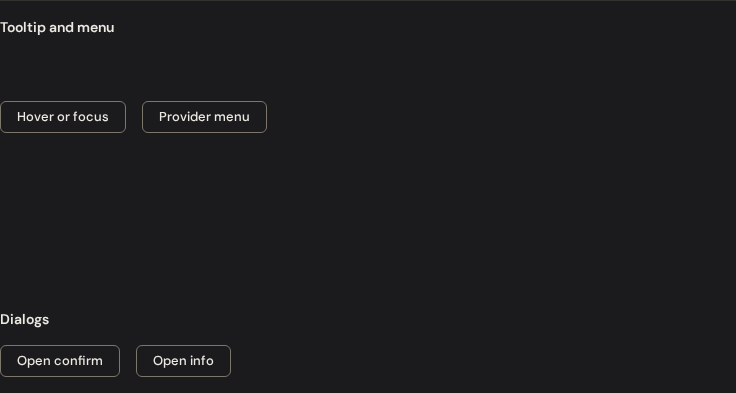 Tooltip and menu
Hover or focus
Provider menu
Dialogs
Open confirm
Open info